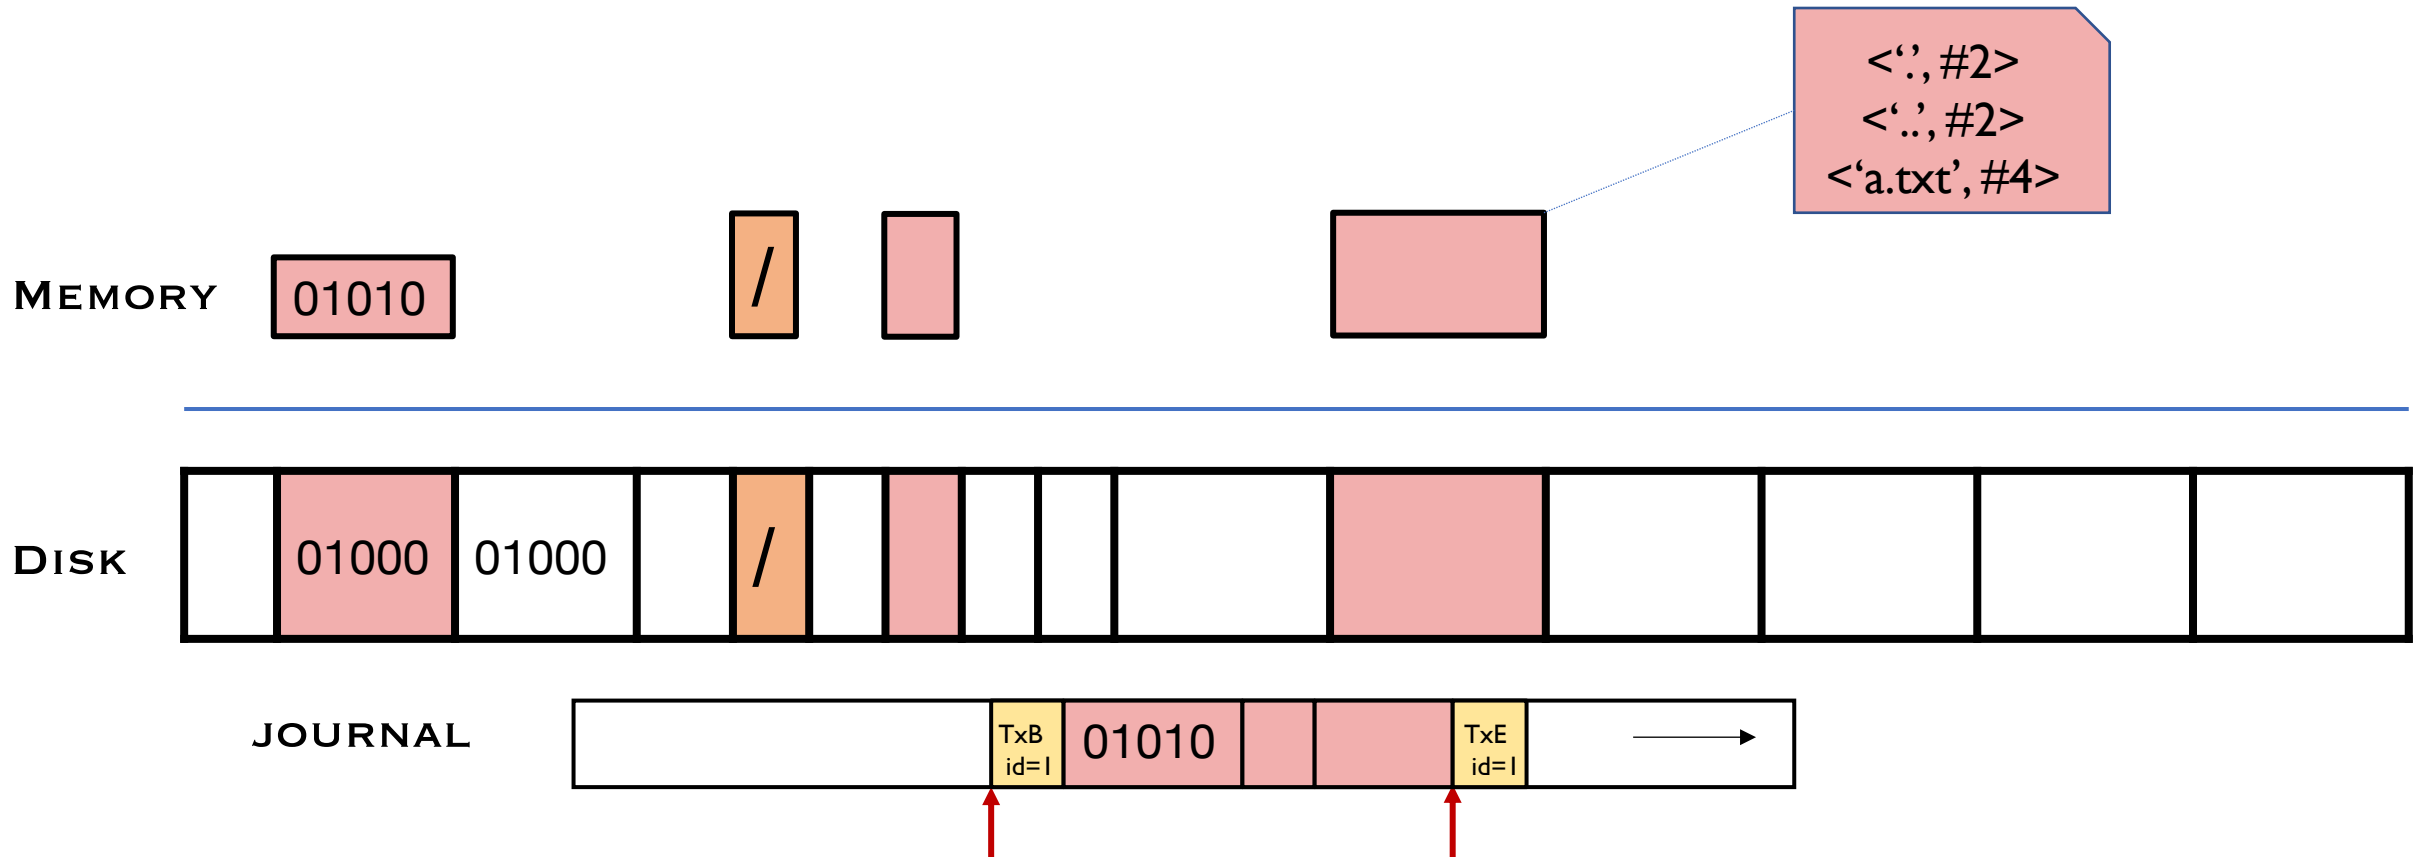 <‘.’, #2>
<‘..’, #2>
<‘a.txt’, #4>
MEMORY
01010
/
DISK
01000
01000
/
JOURNAL
TxB
id=1
01010
TxE
id=1